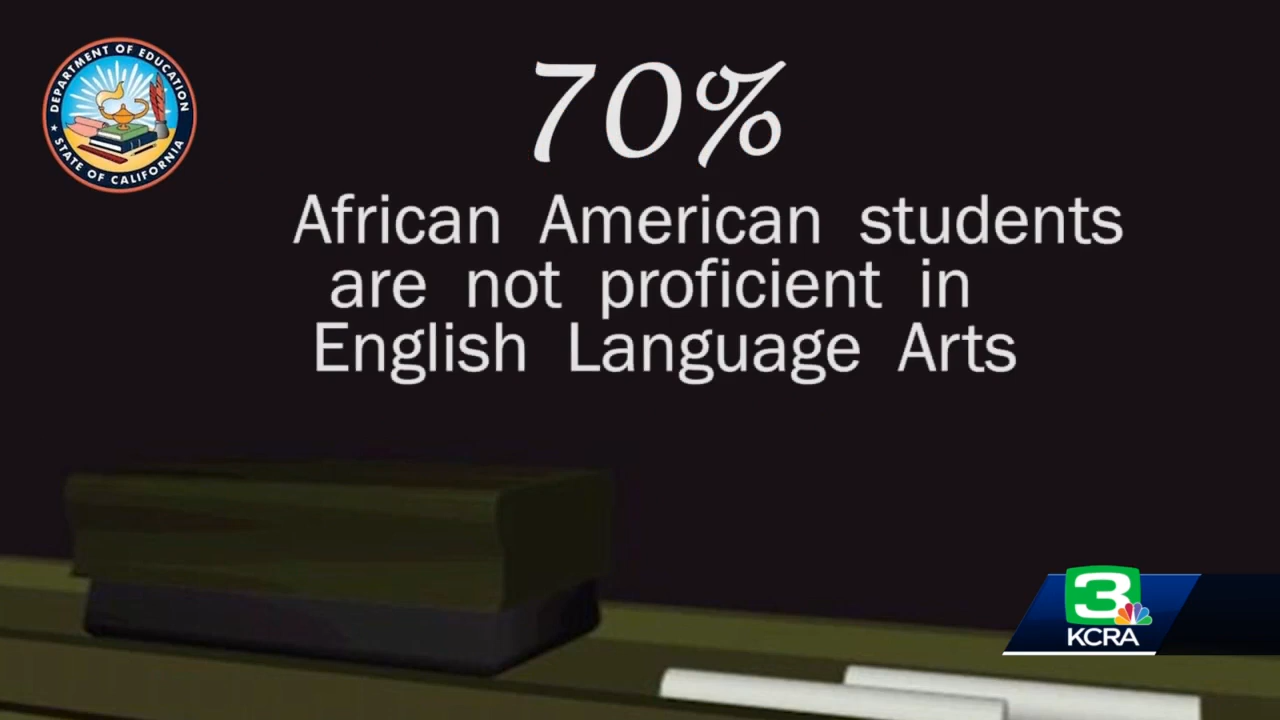 DEPARTMENT OF EDUCATION
STATE OF CALIFORNIA
70%
African American students
are not proficient in
English Language Arts
3
KCRA